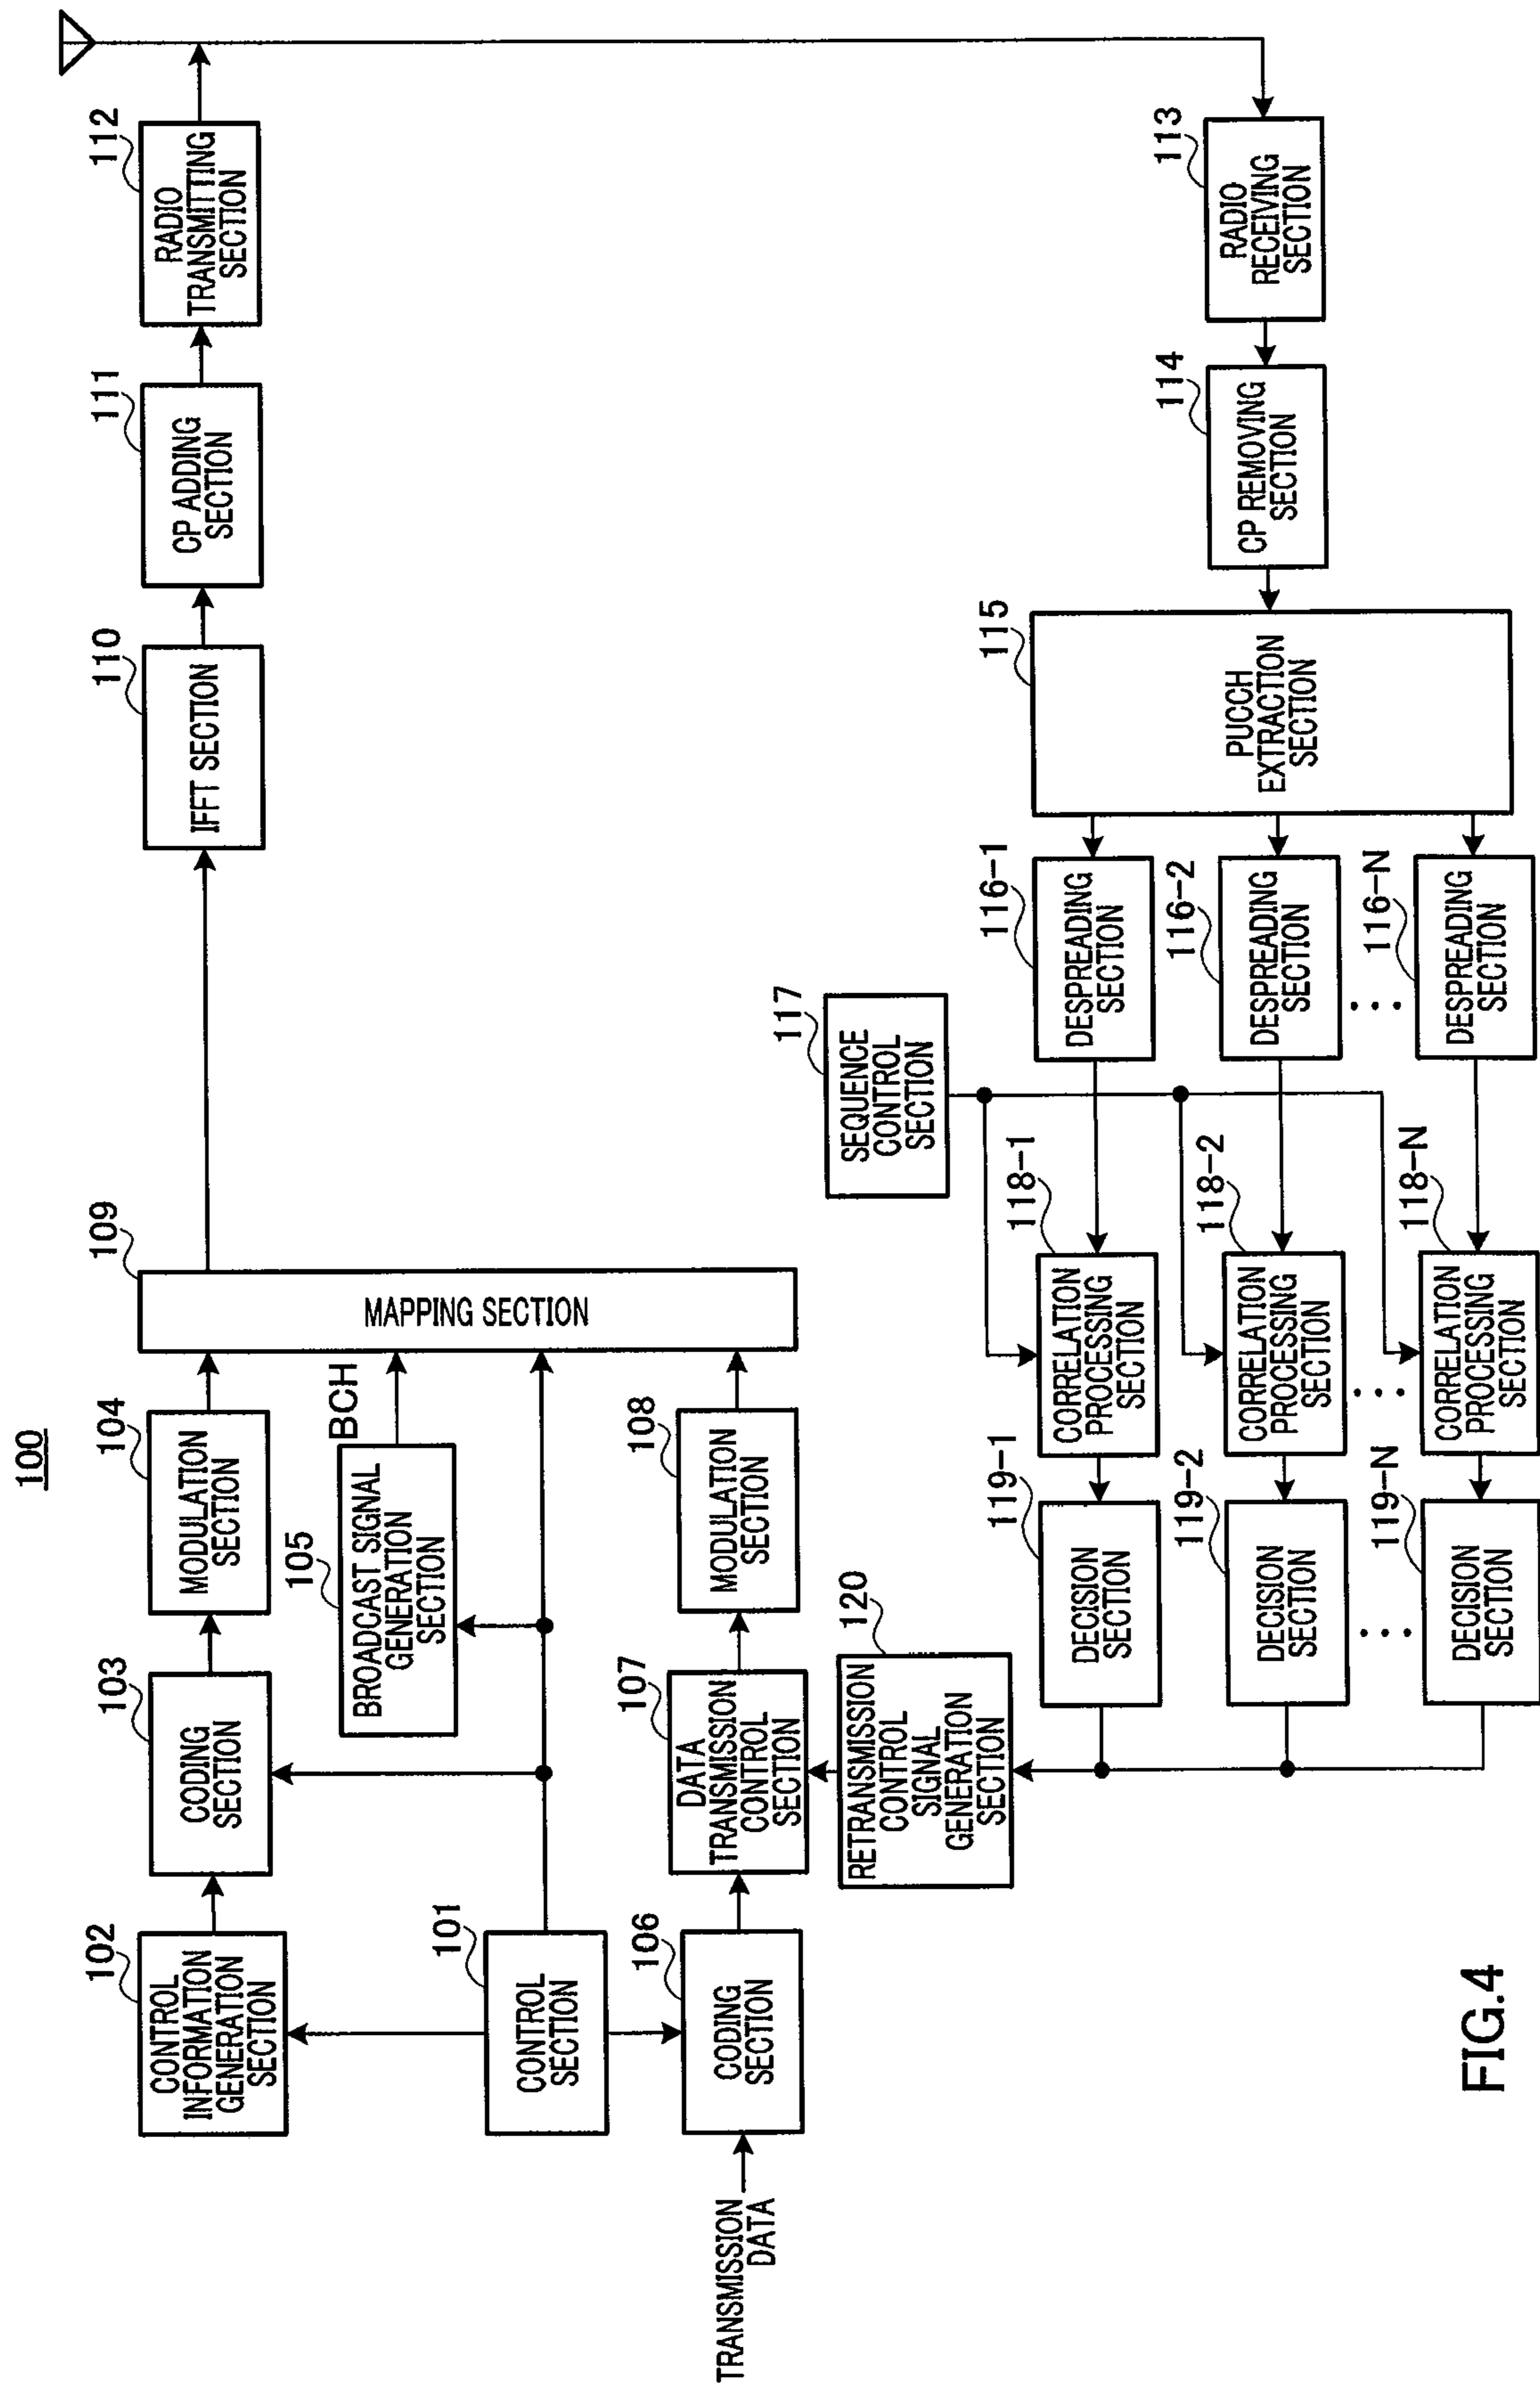 100
102
CONTROL
INFORMATION
GENERATION
SECTION
103
CODING
SECTION
104
MODULATION
SECTION
109
MAPPING SECTION
110
IFFT SECTION
111
CP ADDING
SECTION
112
RADIO
TRANSMITTING
SECTION
105
BROADCAST SIGNAL
GENERATION
SECTION
BCH
101
CONTROL
SECTION
TRANSMISSION
DATA
106
CODING
SECTION
107
DATA
TRANSMISSION
CONTROL
SECTION
108
MODULATION
SECTION
120
RETRANSMISSION
CONTROL
SIGNAL
GENERATION
SECTION
117
SEQUENCE
CONTROL
SECTION
119-1
DECISION
SECTION
118-1
CORRELATION
PROCESSING
SECTION
116-1
DESPREADING
SECTION
115
PUCCH
EXTRACTION
SECTION
114
CP REMOVING
SECTION
113
RADIO
RECEIVING
SECTION
119-2
DECISION
SECTION
118-2
CORRELATION
PROCESSING
SECTION
116-2
DESPREADING
SECTION
119-N
DECISION
SECTION
118-N
CORRELATION
PROCESSING
SECTION
116-N
DESPREADING
SECTION
FIG.4